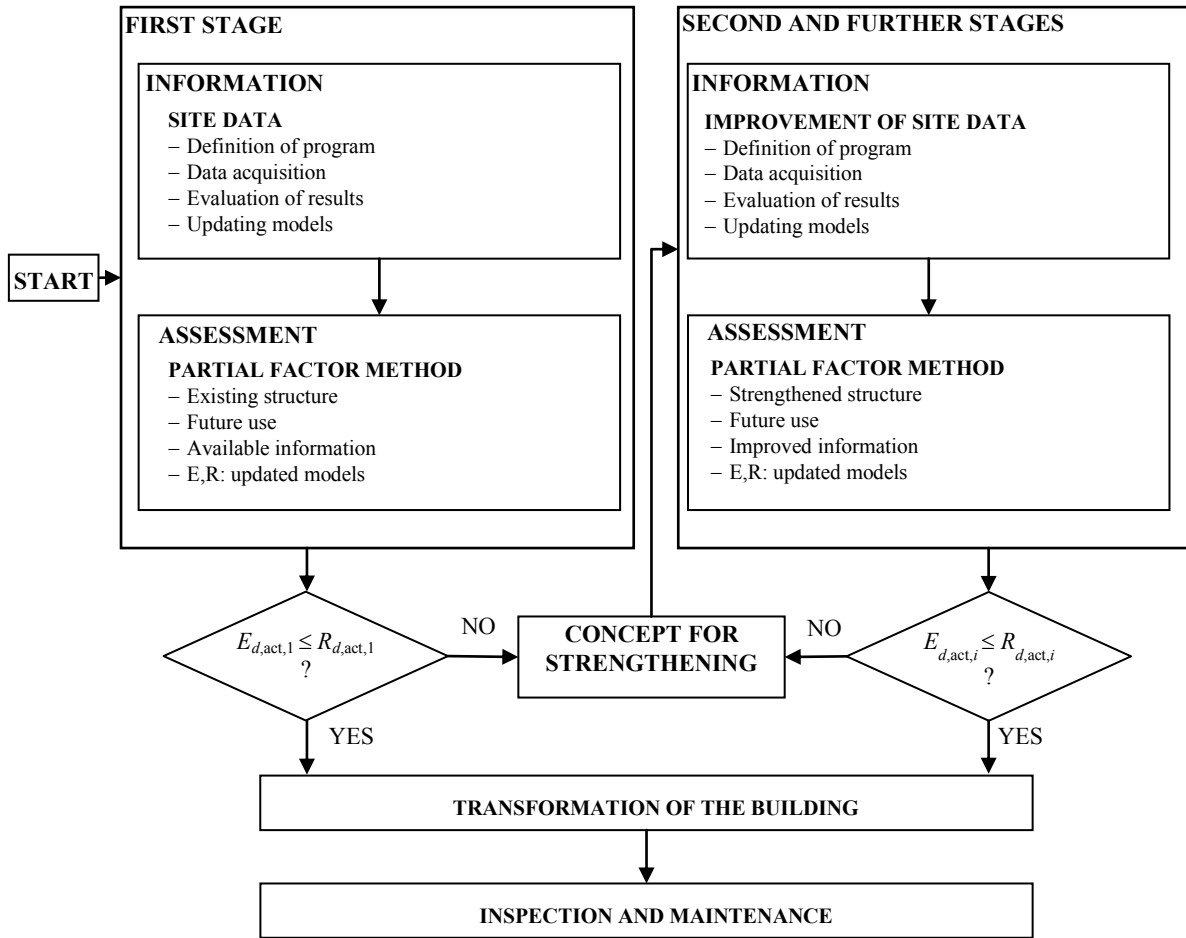 START
FIRST STAGE
INFORMATION
SITE DATA
– Definition of program
– Data acquisition
– Evaluation of results
– Updating models
ASSESSMENT
PARTIAL FACTOR METHOD
– Existing structure
– Future use
– Available information
– E,R: updated models
SECOND AND FURTHER STAGES
INFORMATION
IMPROVEMENT OF SITE DATA
– Definition of program
– Data acquisition
– Evaluation of results
– Updating models
ASSESSMENT
PARTIAL FACTOR METHOD
– Strengthened structure
– Future use
– Improved information
– E,R: updated models
E d,act,1 ≤ R d,act,1
?
NO
YES
CONCEPT FOR
STRENGTHENING
NO
E d,act,i ≤ R d,act,i
?
YES
TRANSFORMATION OF THE BUILDING
INSPECTION AND MAINTENANCE